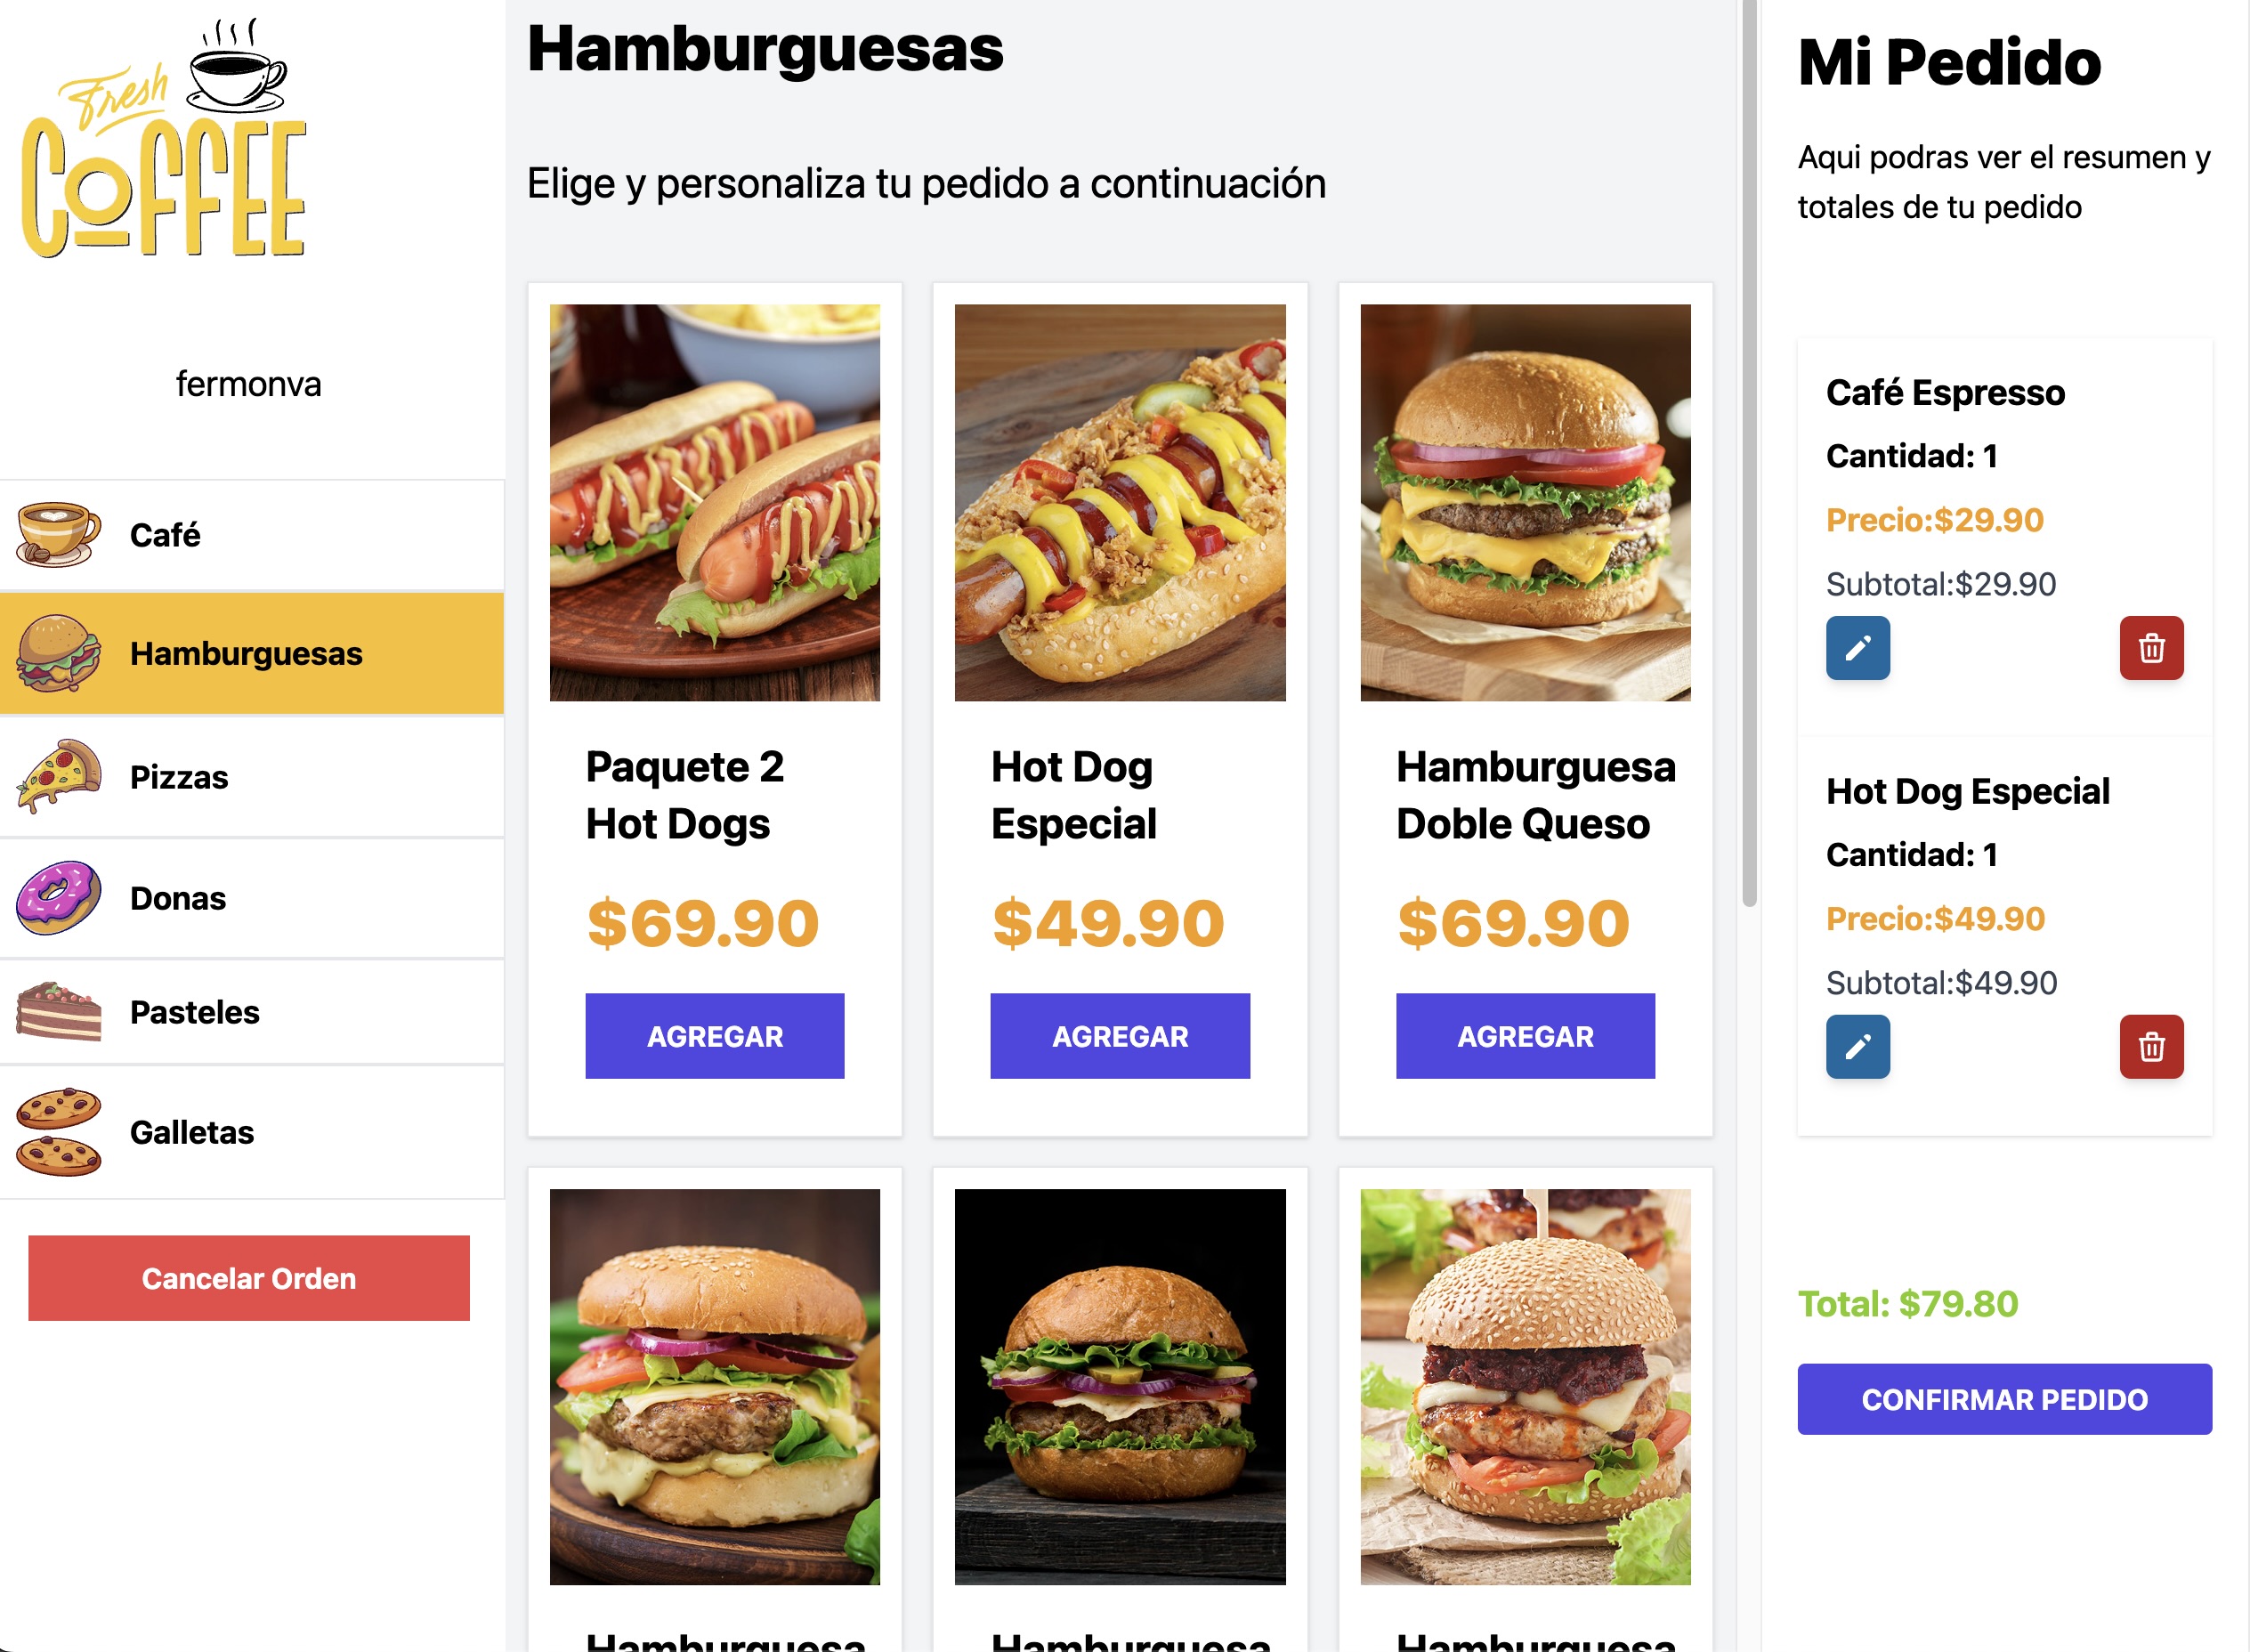 Fresh
COFFEE
fermonva
Café
Hamburguesas
Pizzas
Donas
Pasteles
Galletas
Cancelar Orden
Hamburguesas
Elige y personaliza tu pedido a continuación
Paquete 2
Hot Dogs
$69.90
AGREGAR
Hot Dog
Especial
$49.90
AGREGAR
Hamburguesa
Doble Queso
$69.90
AGREGAR
Hamburguesa
Hamburguesa
Hamburguesa
Mi Pedido
Aqui podras ver el resumen y
totales de tu pedido
Café Espresso
Cantidad: 1
Precio:$29.90
Subtotal:$29.90
Hot Dog Especial
Cantidad: 1
Precio:$49.90
Subtotal:$49.90
Total: $79.80
CONFIRMAR PEDIDO